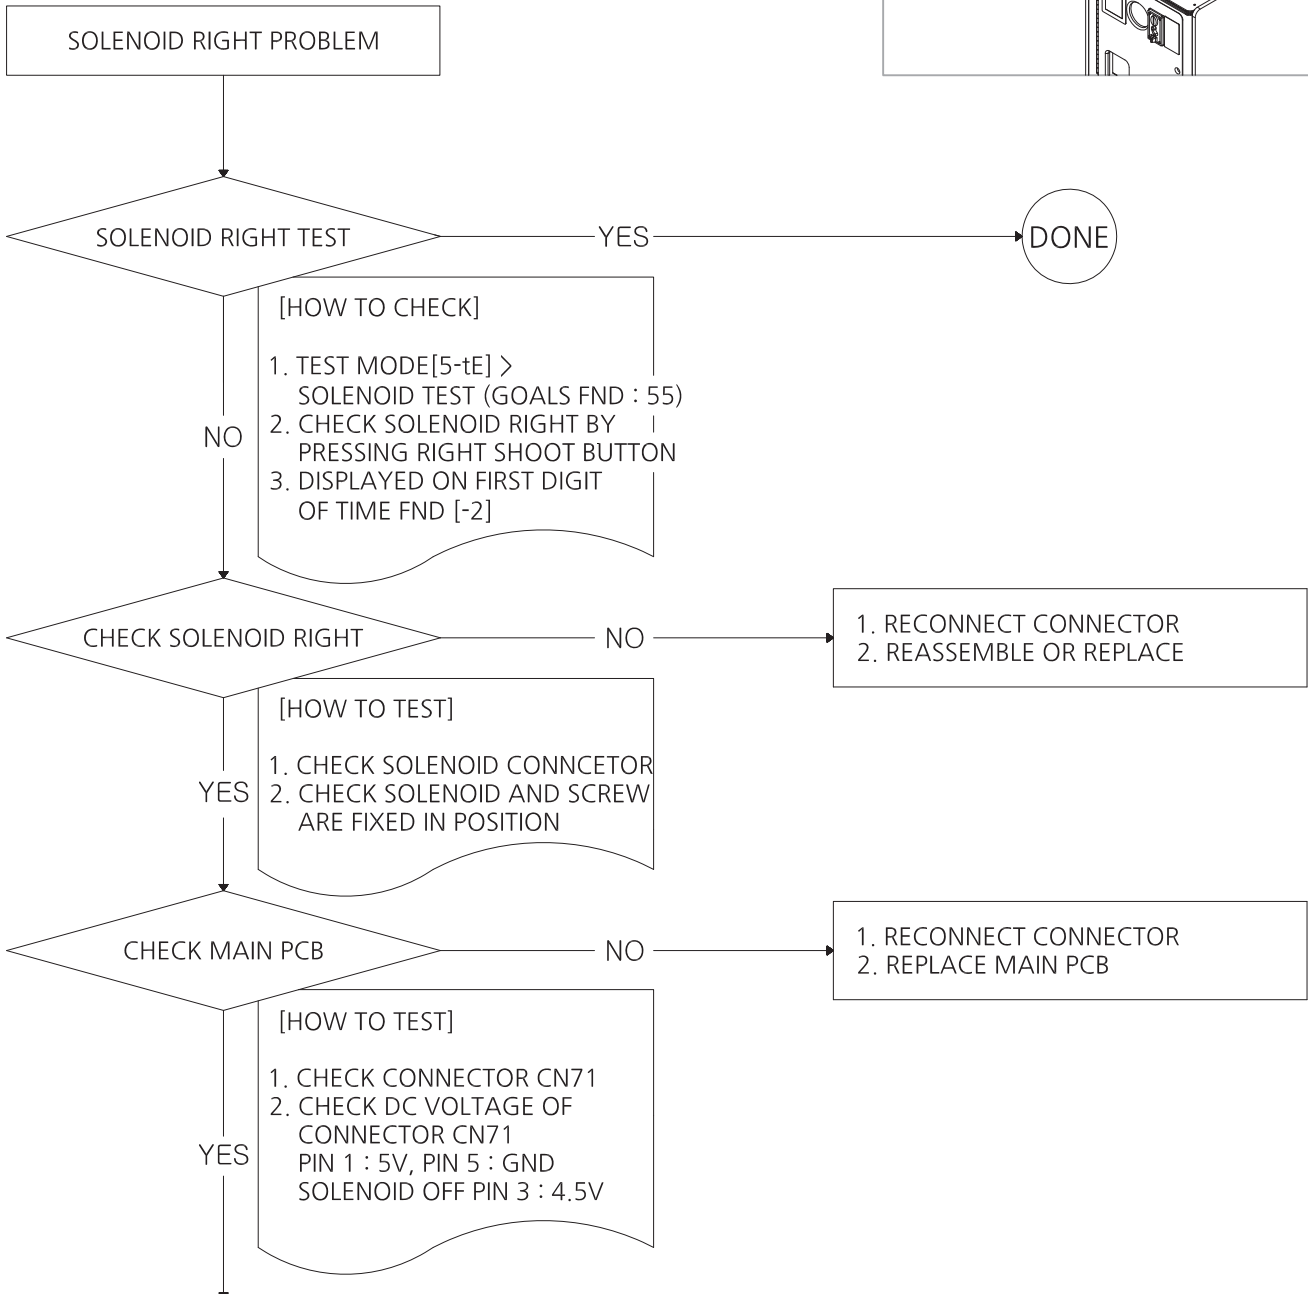 SOLENOID RIGHT PROBLEM
SOLENOID RIGHT TEST
YES
DONE
[HOW TO CHECK]
1. TEST MODE[5-tE] >
SOLENOID TEST (GOALS FND : 55)
2. CHECK SOLENOID RIGHT BY
PRESSING RIGHT SHOOT BUTTON
3. DISPLAYED ON FIRST DIGIT
OF TIME FND [-2]
NO
CHECK SOLENOID RIGHT
NO
1. RECONNECT CONNECTOR
2. REASSEMBLE OR REPLACE
[HOW TO TEST]
1. CHECK SOLENOID CONNCETOR
2. CHECK SOLENOID AND SCREW
ARE FIXED IN POSITION
YES
CHECK MAIN PCB
NO
1. RECONNECT CONNECTOR
2. REPLACE MAIN PCB
[HOW TO TEST]
1. CHECK CONNECTOR CN71
2. CHECK DC VOLTAGE OF
CONNECTOR CN71
PIN 1 : 5V, PIN 5 : GND
SOLENOID OFF PIN 3 : 4.5V
YES